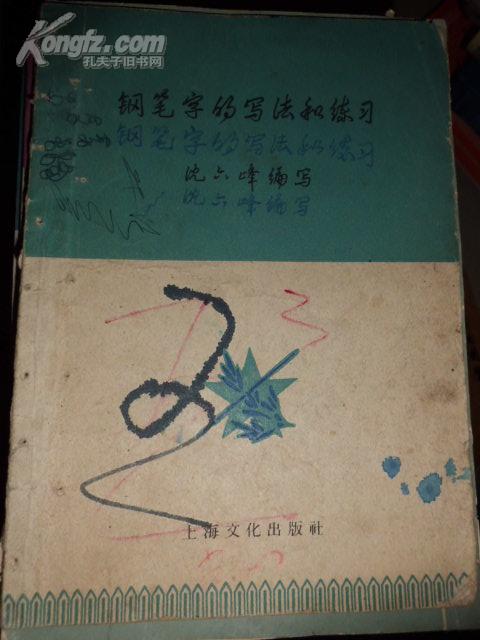 Kongfz.com
孔夫子旧书网
钢笔字的写法和练习
钢笔字的写法和练习
沈六峰编写
沈六峰编写
上海文化出版社